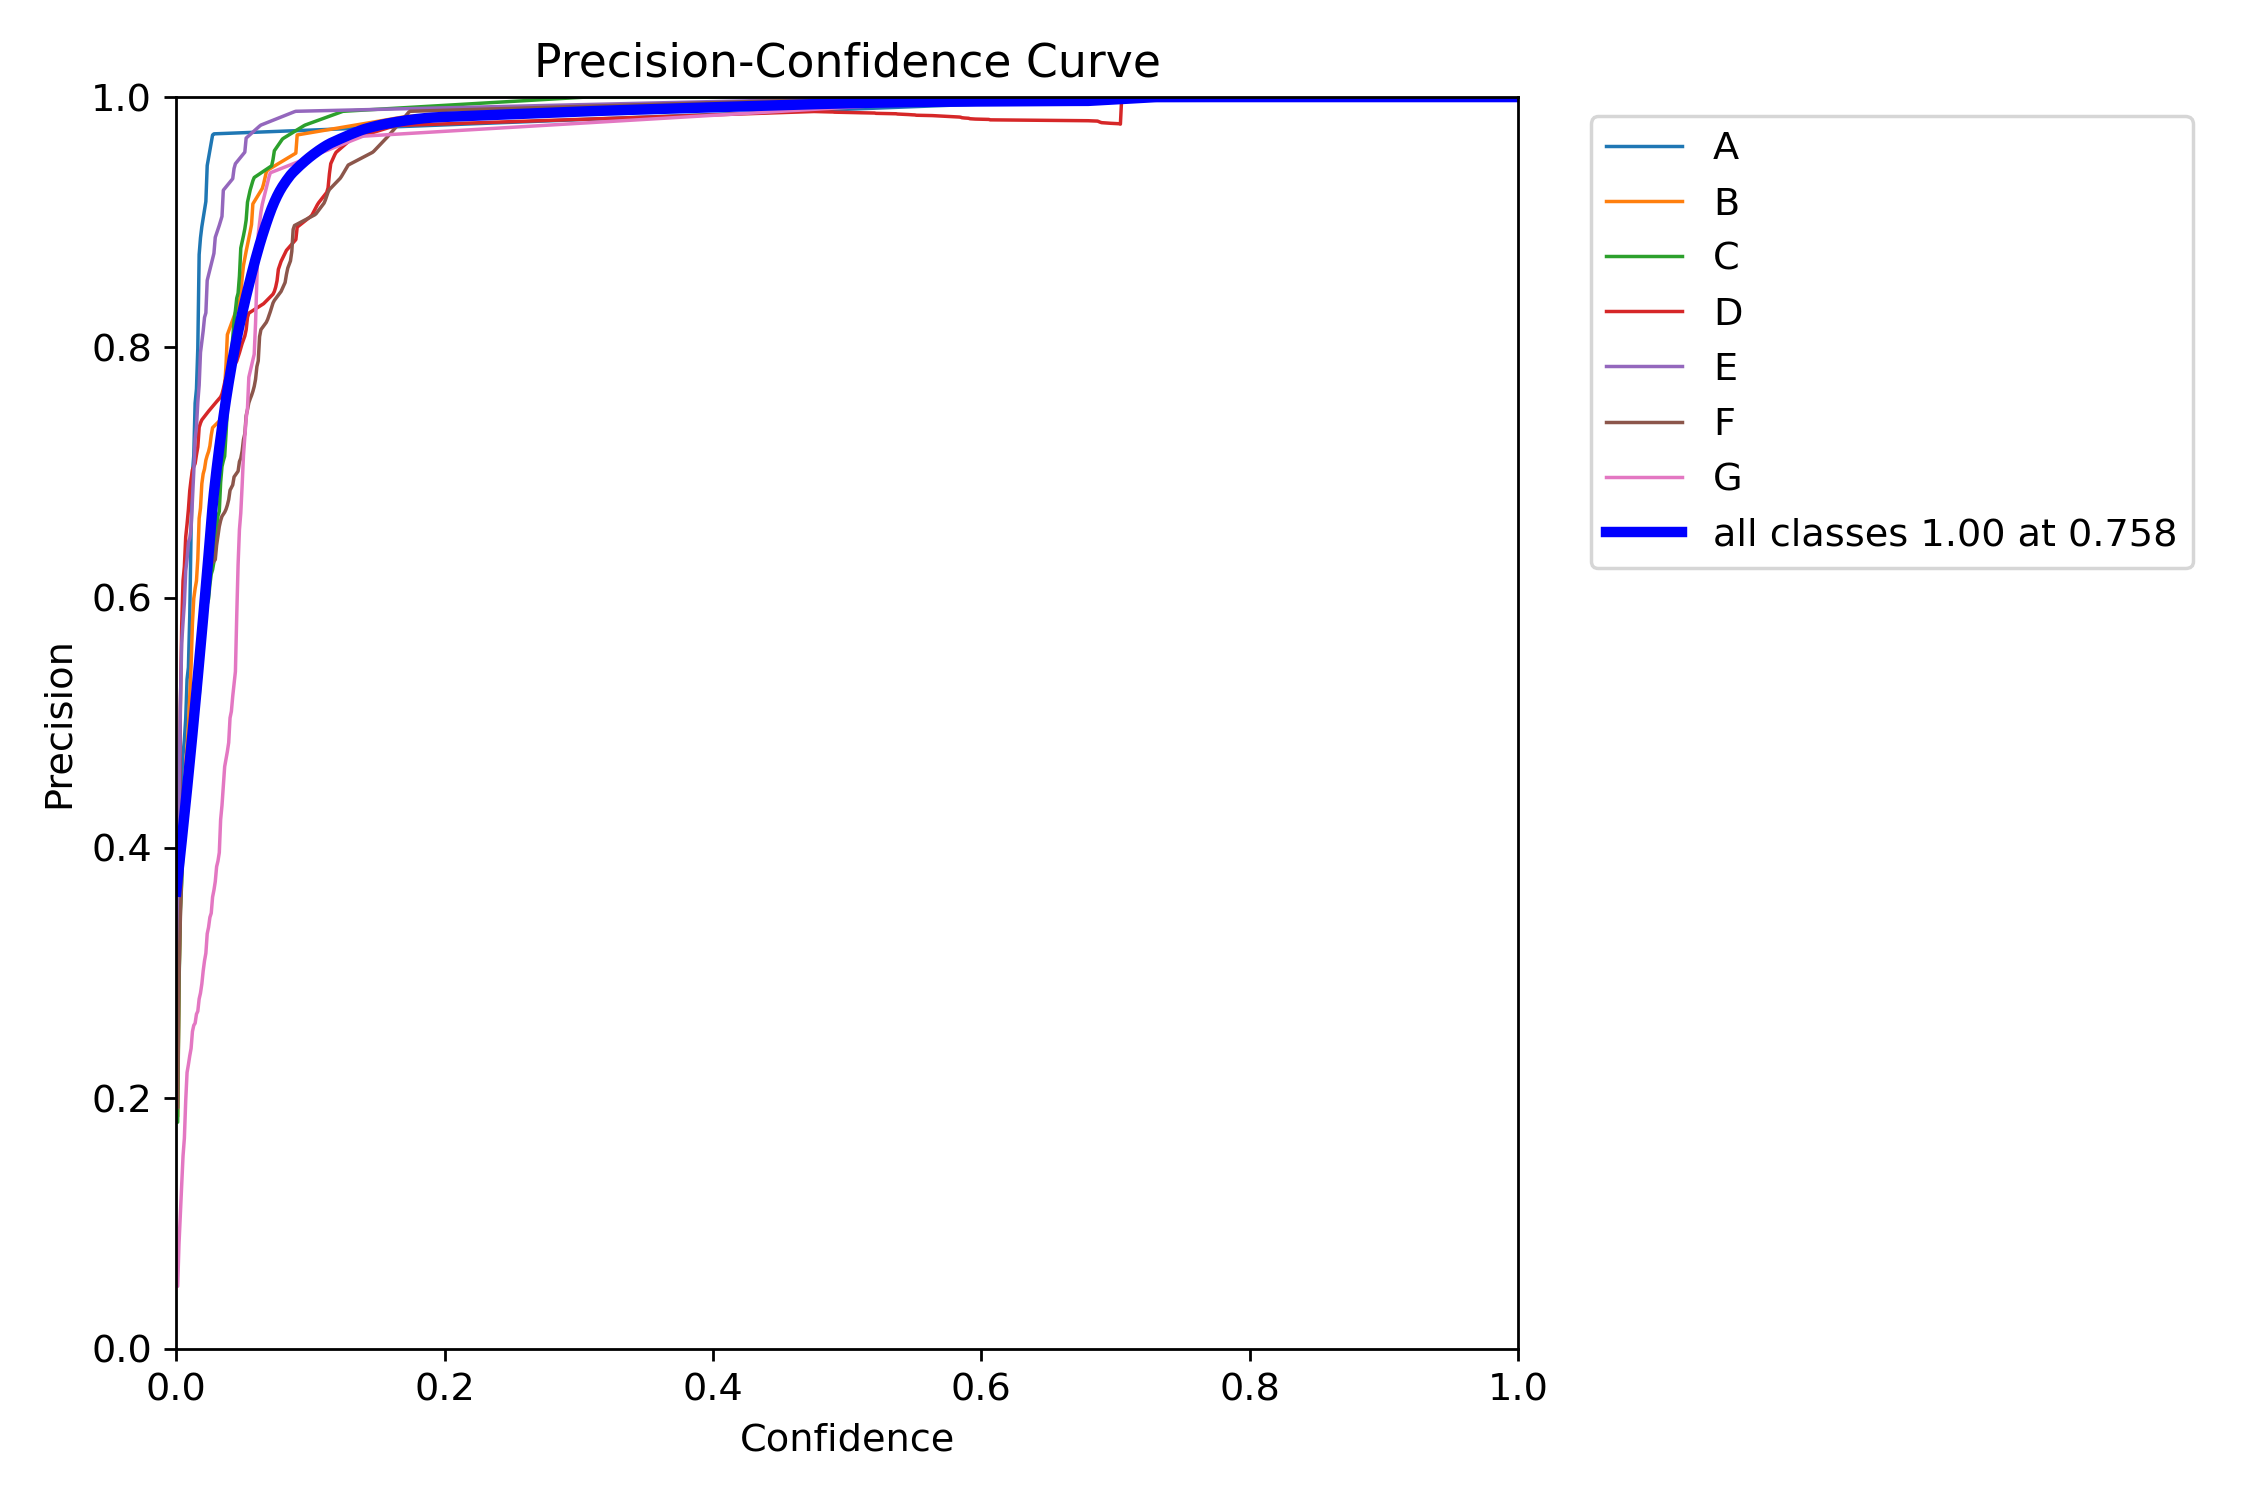 Precision-Confidence Curve
1.0
0.8
0.6
0.4
0.2
0.0
Precision
0.0 0.2 0.4 0.6 0.8 1.0
Confidence
A
B
C
D
E
F
G
all classes 1.00 at 0.758